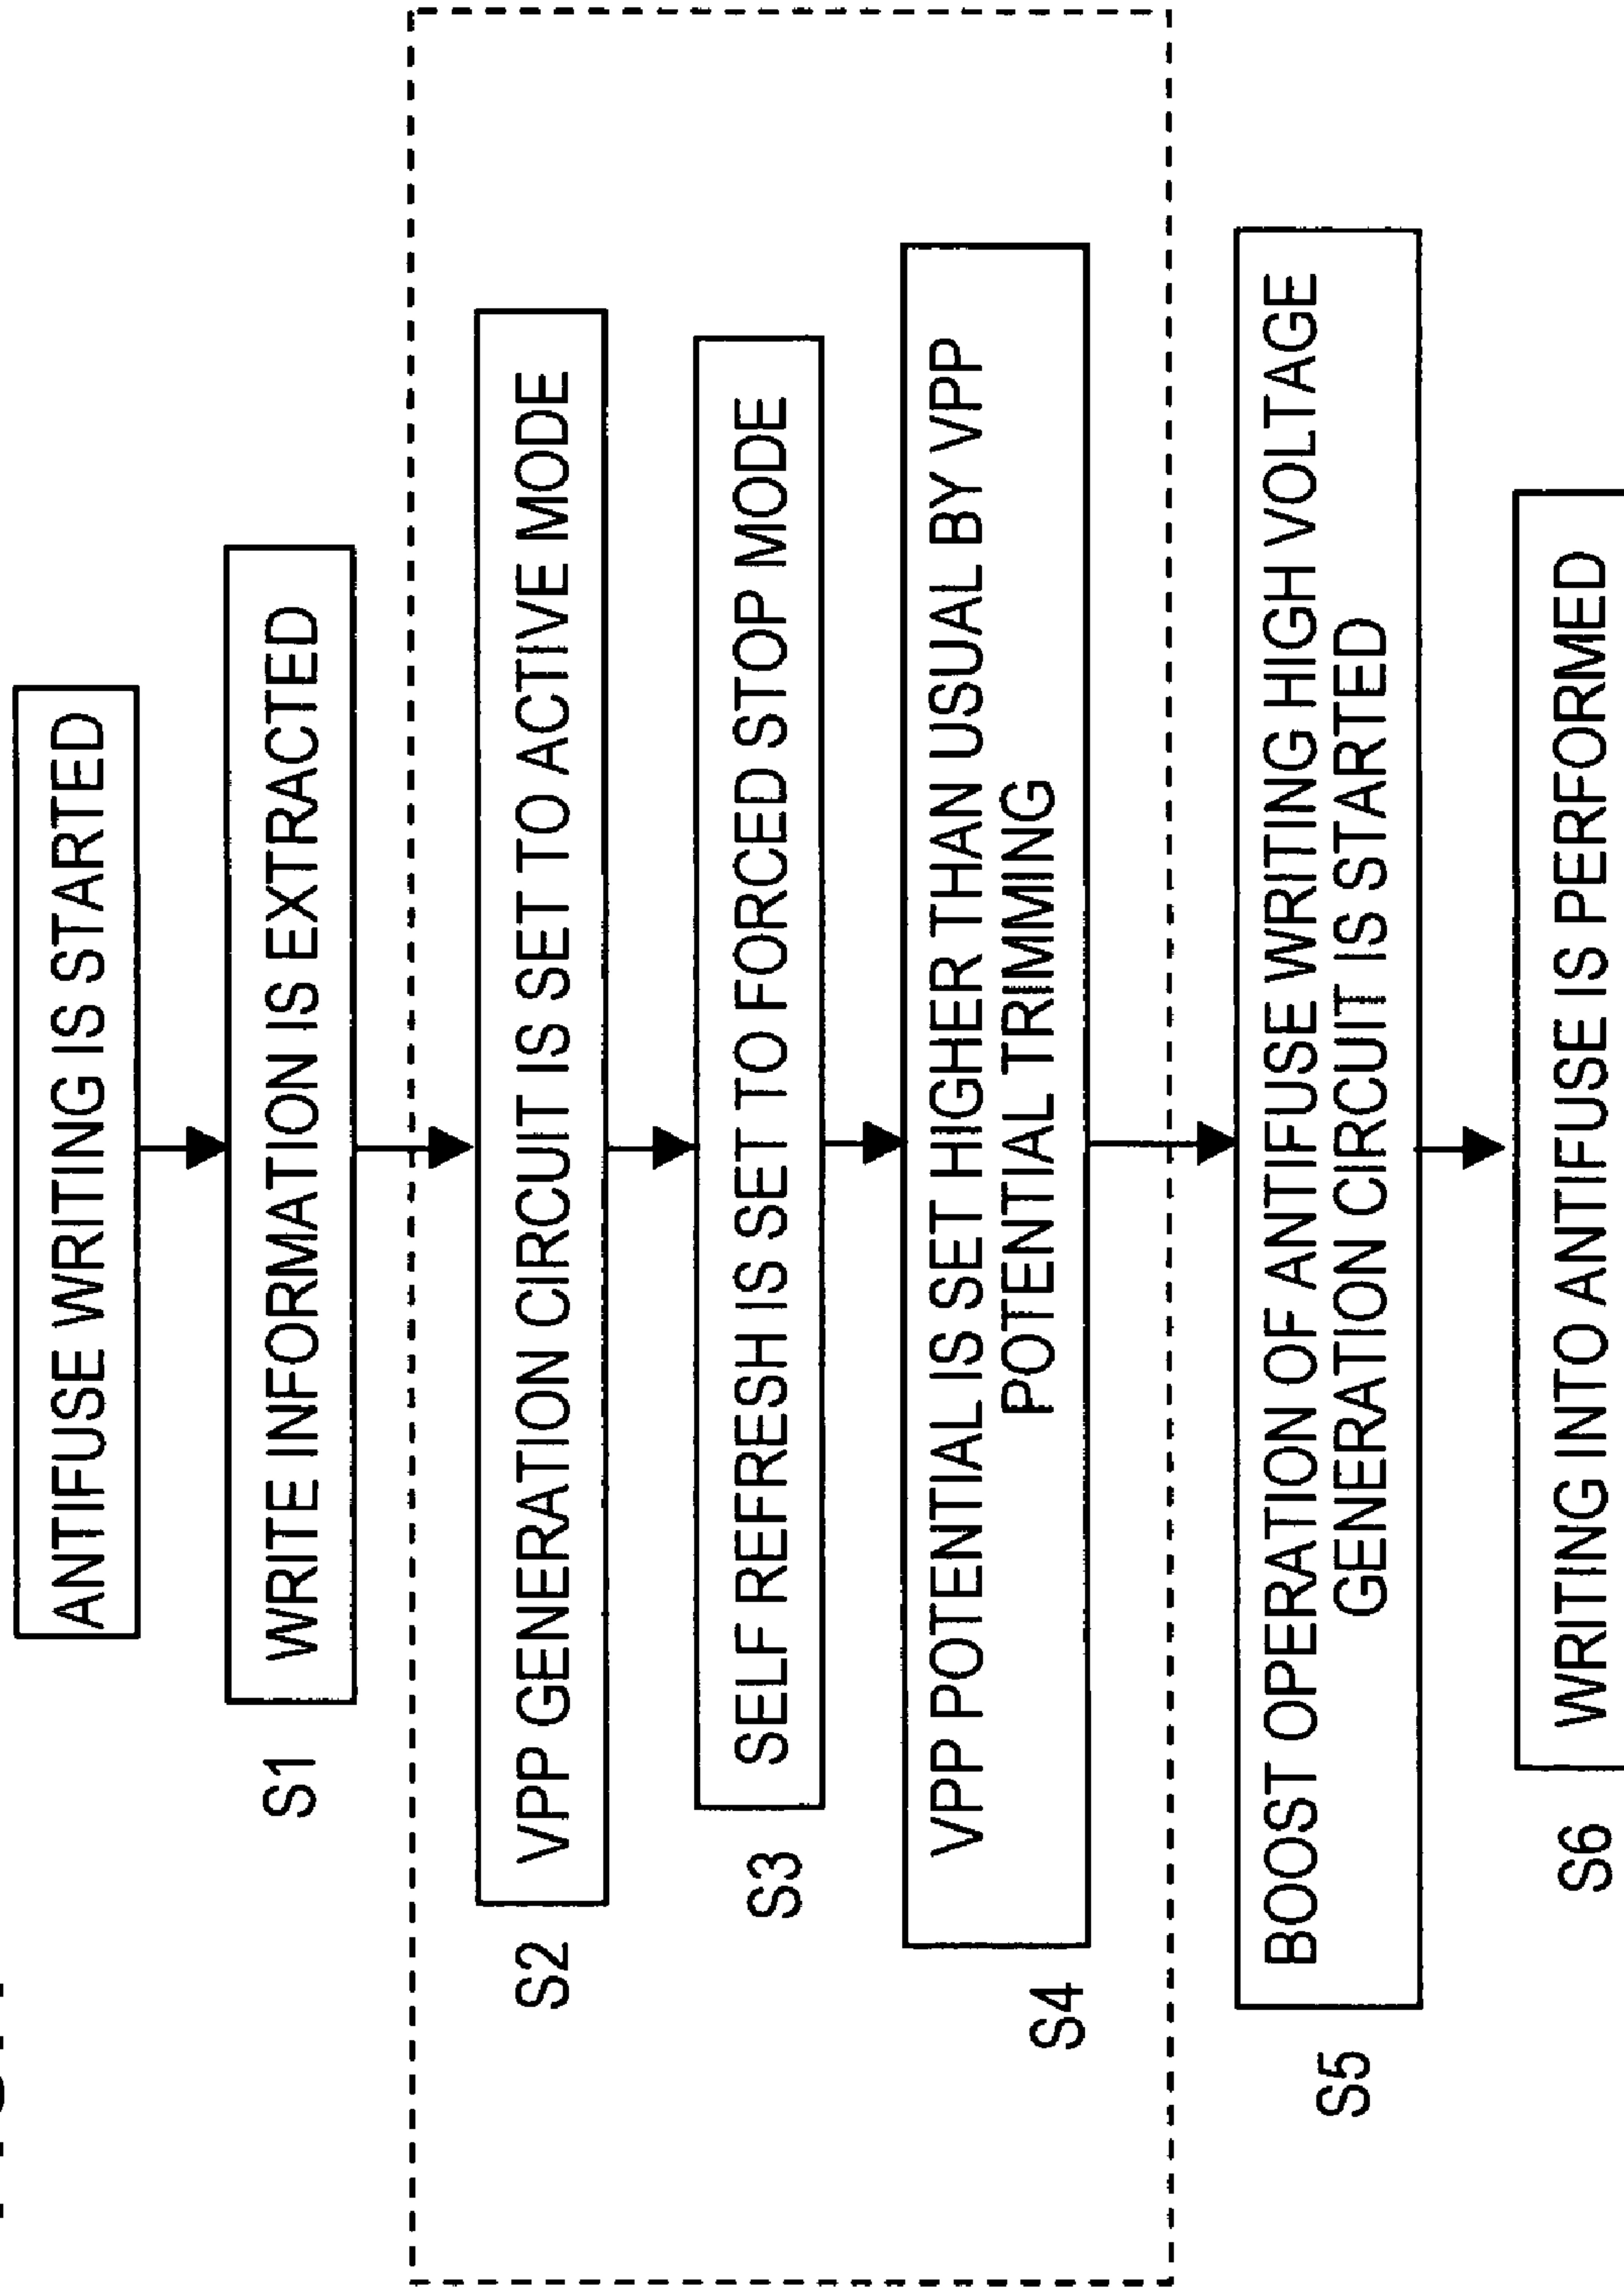 ANTIFUSE WRITING IS STARTED
S1
WRITE INFORMATION IS EXTRACTED
S2
VPP GENERATION CIRCUIT IS SET TO ACTIVE MODE
S3
SELF REFRESH IS SET TO FORCED STOP MODE
S4
VPP POTENTIAL IS SET HIGHER THAN USUAL BY VPP
POTENTIAL TRIMMING
S5
BOOST OPERATION OF ANTIFUSE WRITING HIGH VOLTAGE
GENERATION CIRCUIT IS STARTED
S6
WRITING INTO ANTIFUSE IS PERFORMED